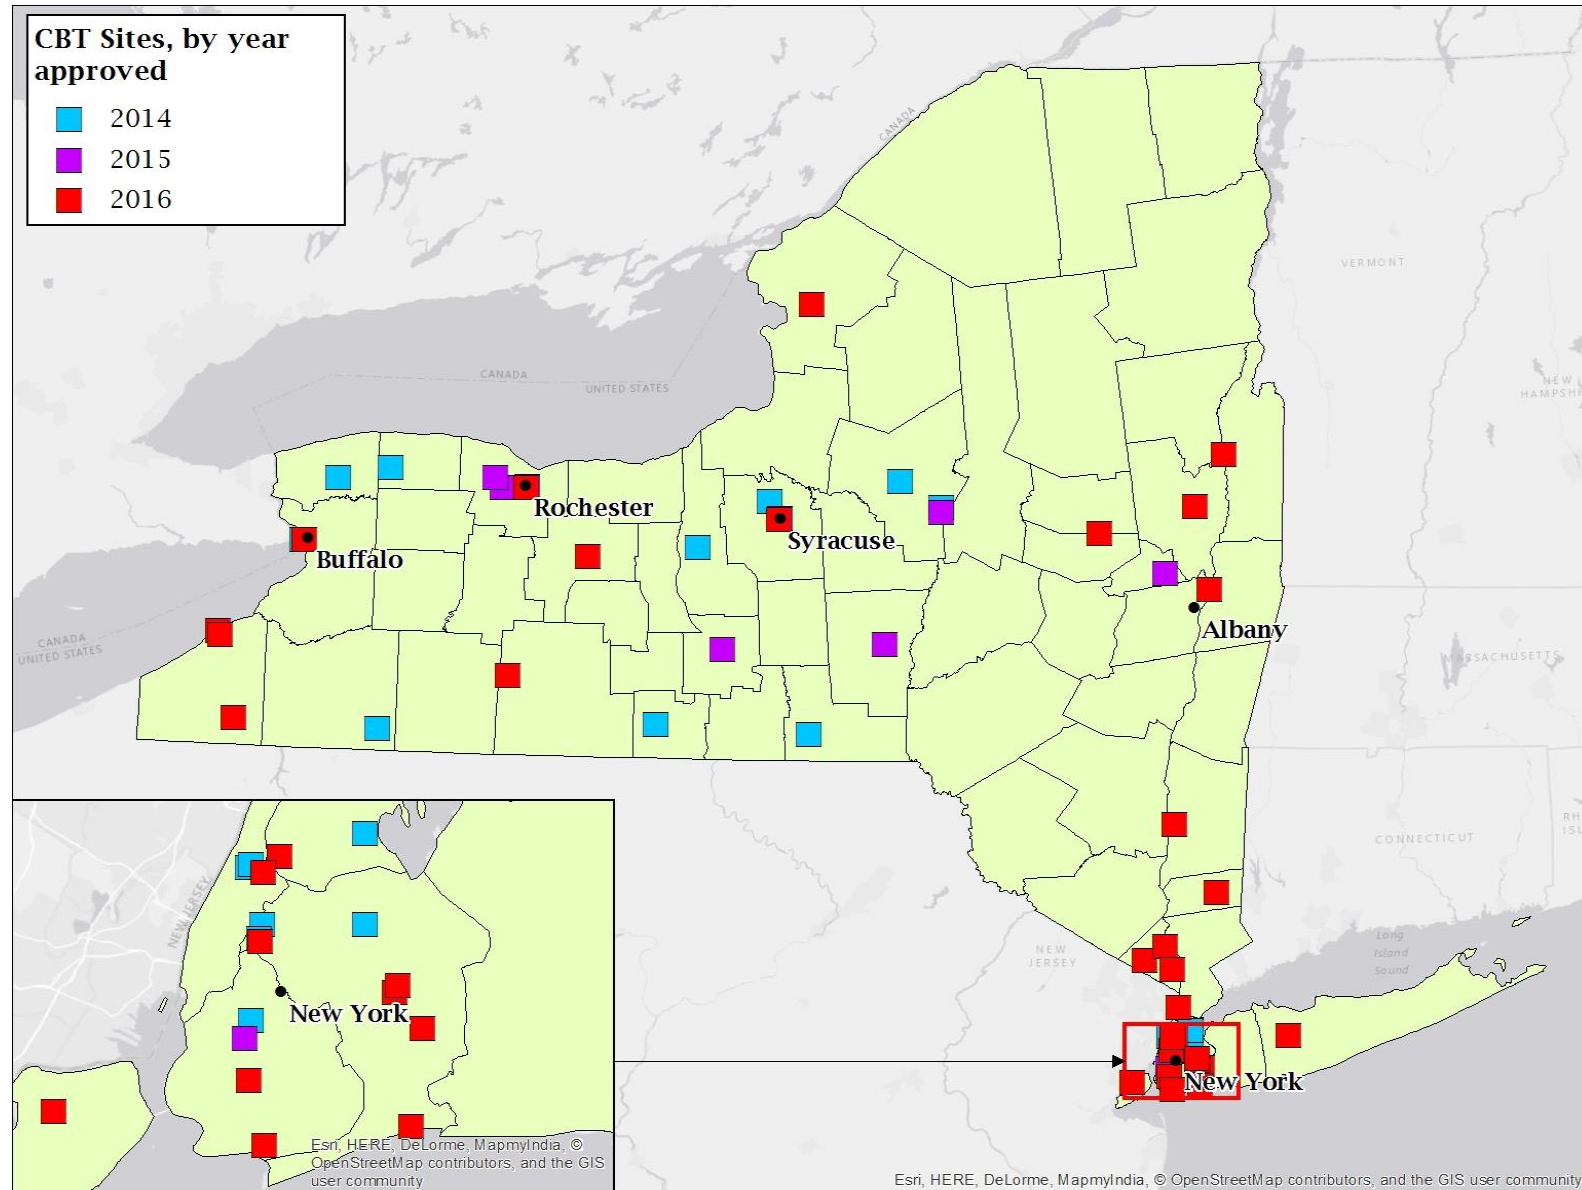 CBT Sites, by year
approved
2014
2015
2016
CANADA
VERMONT
CANADA
UNITED STATES
NEW
HAMPSHI
Rochester
Syracuse
Buffalo
Albany
CANADA
UNITED STATES
MASSACHUSETTS
CONNECTICUT
RH
ISL
NEW JERSEY
New York
NEW
JERSEY
Long
Island
Sound
New York
Esri, HERE, DeLorme, MapmyIndia, ©
OpenStreetMap contributors, and the GIS
user community
Esri, HERE, DeLorme, MapmyIndia, © OpenStreetMap contributors, and the GIS user community